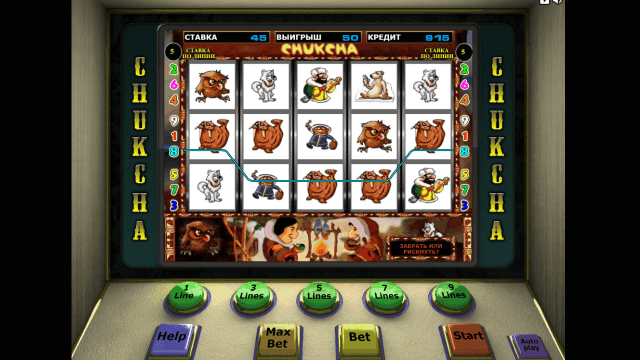 СТАВКА 45 ВЫИГРЫШ 50 КРЕДИТ 915
CHUKCHA
5 СТАВКА ПО ЛИНИИ
СТАВКА ПО ЛИНИИ 5
CHUKCHA
CHUKCHA
2 2
6 6
4 4
9 9
1 1
8 8
5 5
7 7
3 3
ЗАБРАТЬ ИЛИ
РИСКНУТЬ?
1 Line
3 Lines
5 Lines
7 Lines
9 Lines
Help
Max Bet
Bet
Start
Auto play